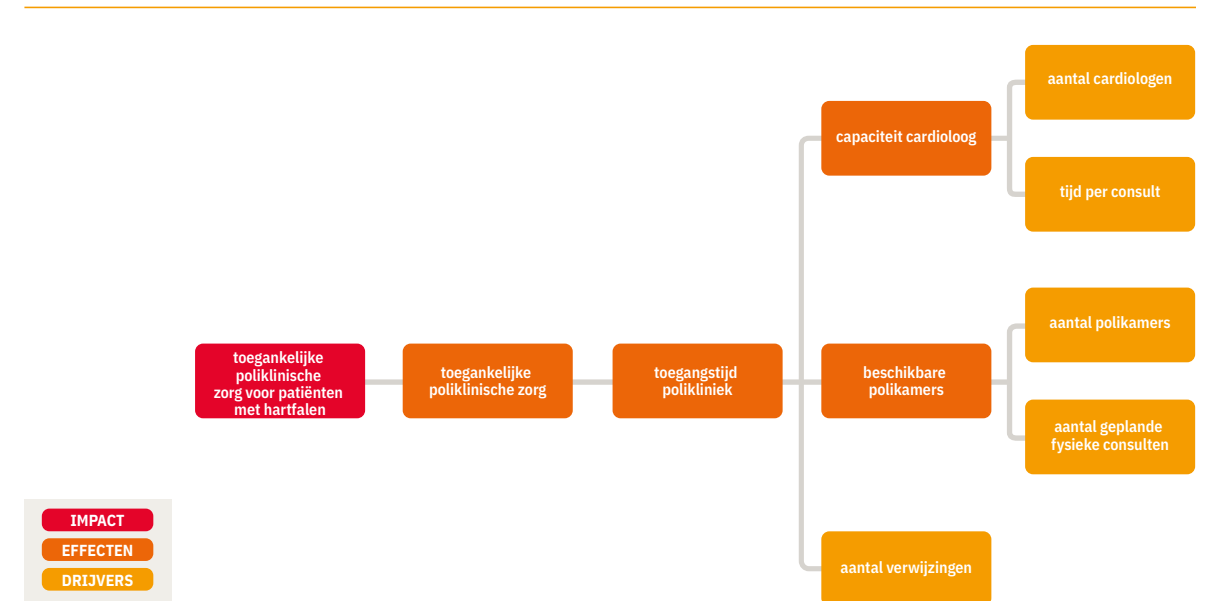 aantal cardiologen
capaciteit cardioloog
tijd per consult
aantal polikamers
toegankelijke
poliklinische
zorg voor patiënten
met hartfalen
toegankelijke
poliklinische zorg
toegangstijd
polikliniek
beschikbare
polikamers
aantal geplande
fysieke consulten
aantal verwijzingen
IMPACT
EFFECTEN
DRIJVERS